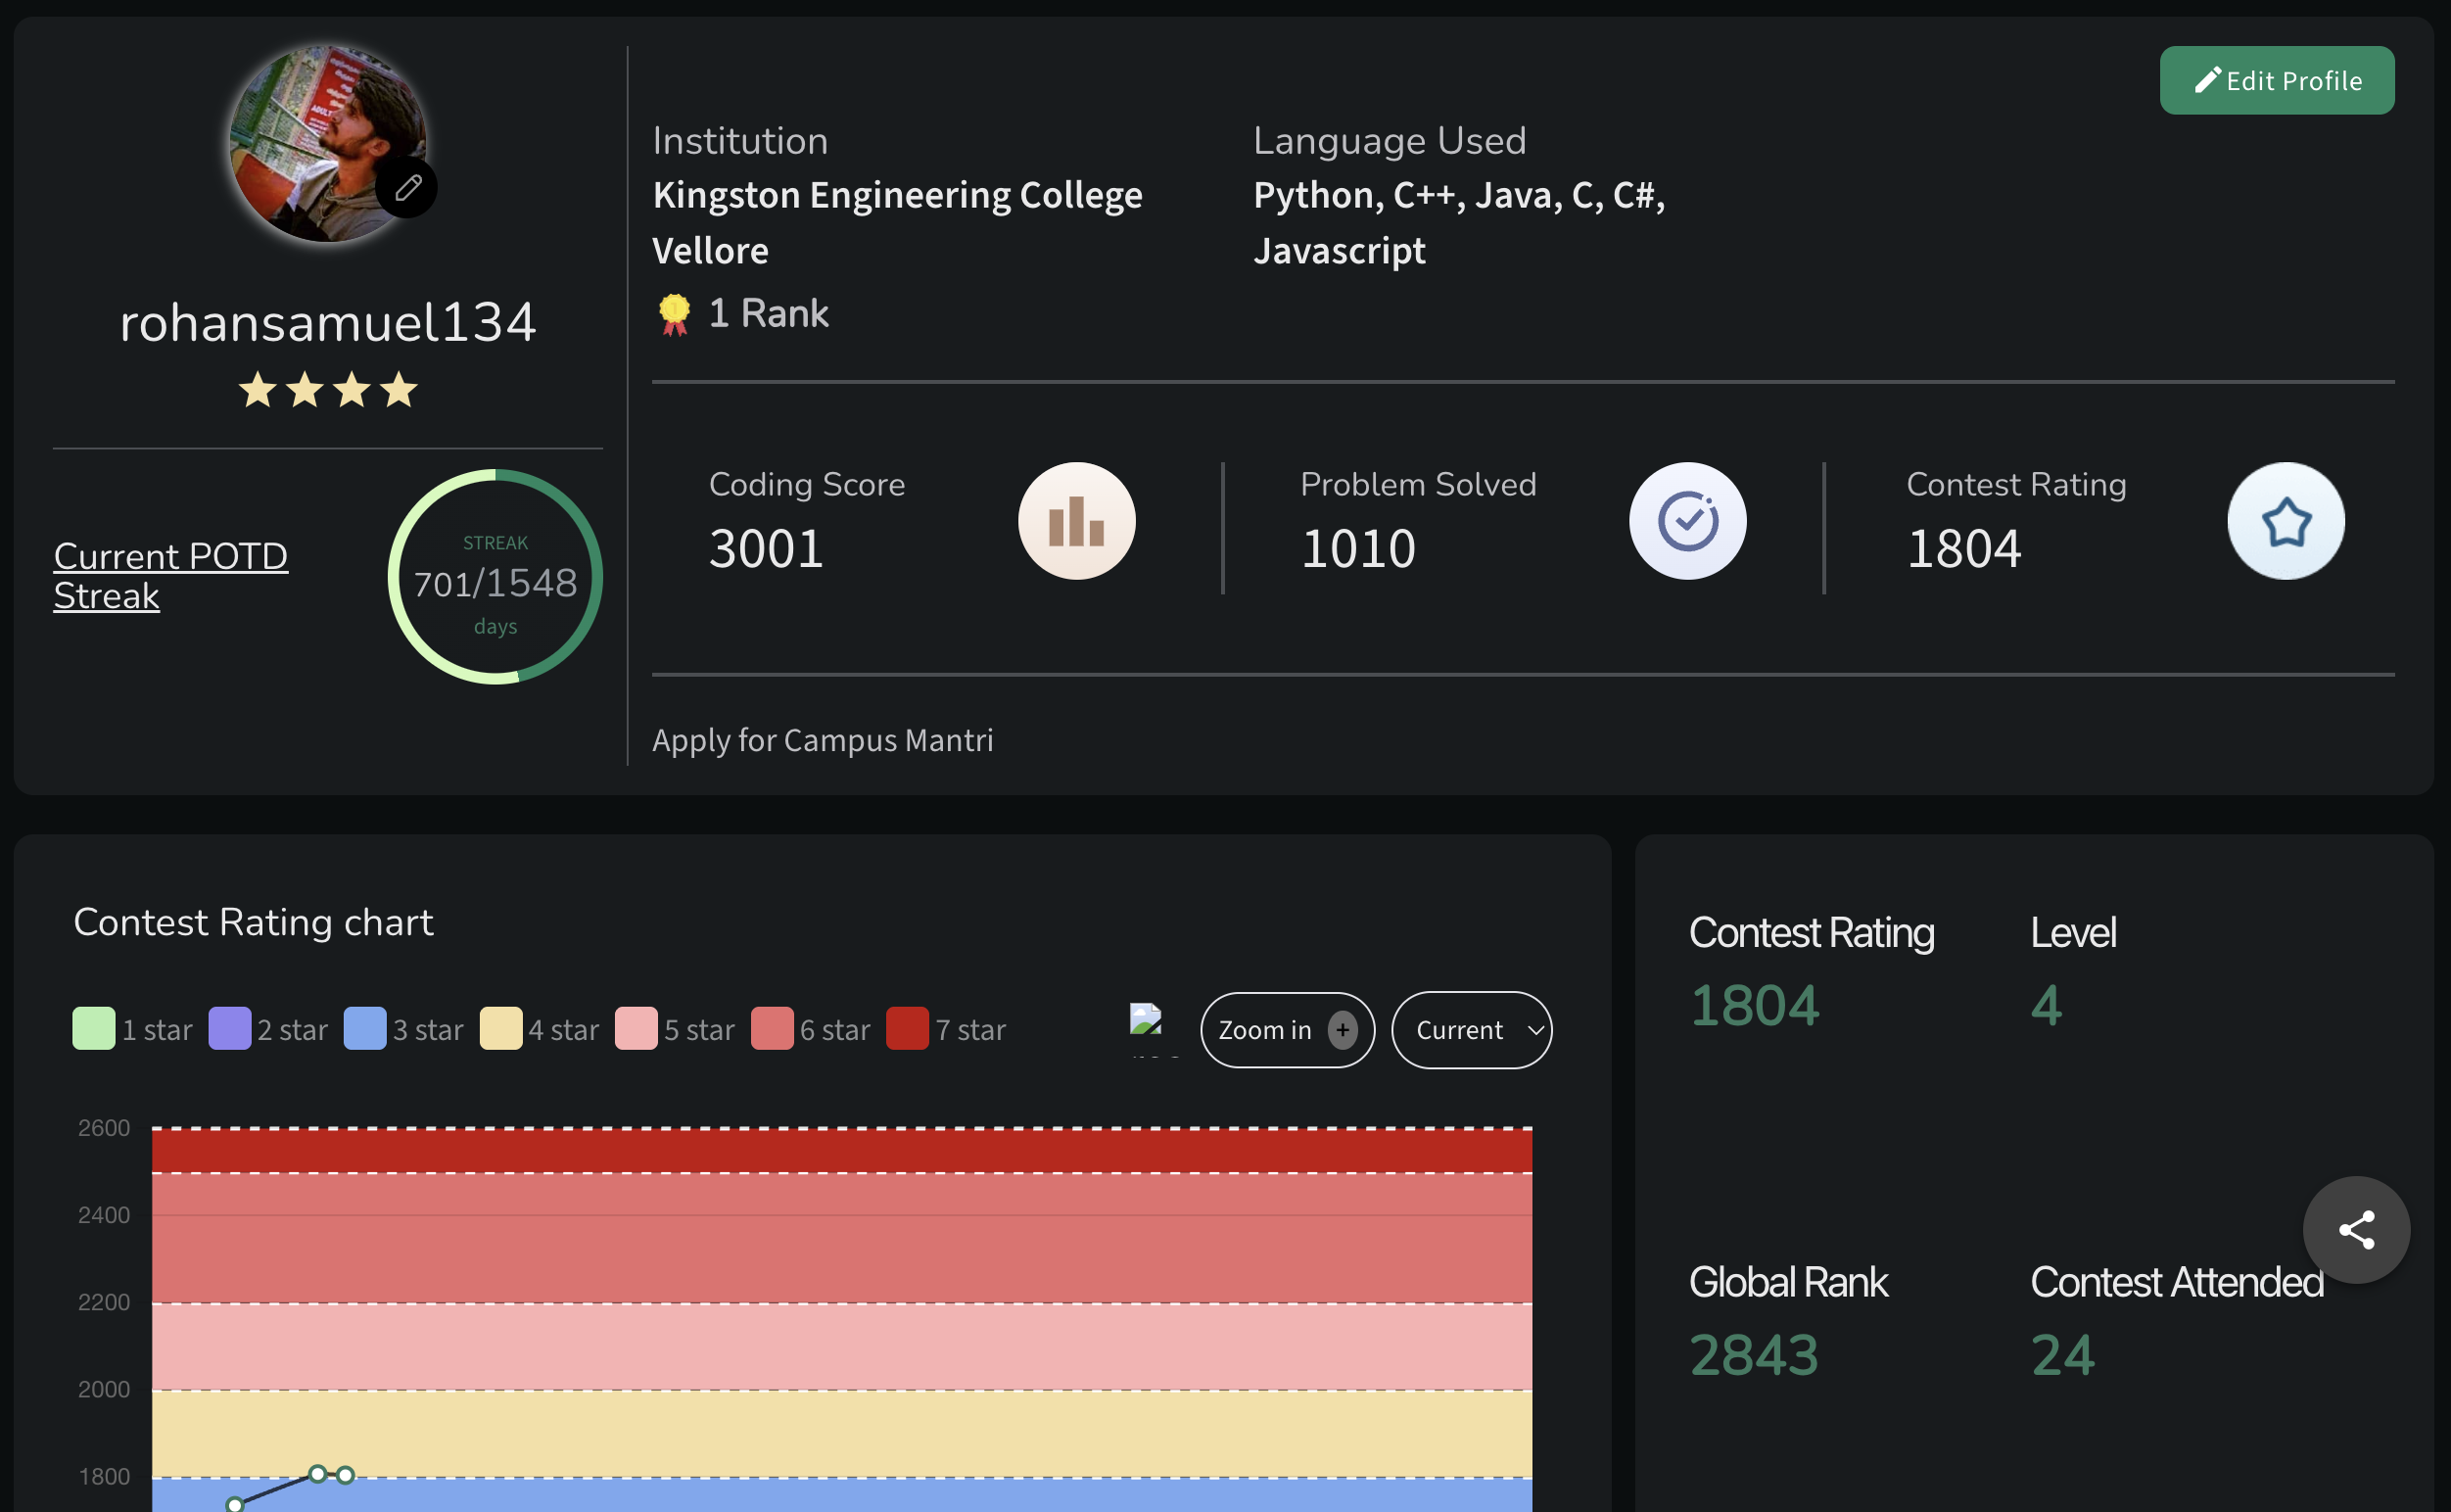 Edit Profile
rohansamuel134
Current POTD
Streak
STREAK
701/1548
days
Institution
Kingston Engineering College
Vellore
1 Rank
Language Used
Python, C++, Java, C, C#,
Javascript
Coding Score
3001
Problem Solved
1010
Contest Rating
1804
Apply for Campus Mantri
Contest Rating chart
1 star 2 star 3 star 4 star 5 star 6 star 7 star
Zoom in +
Current
2600
2400
2200
2000
1800
Contest Rating
1804
Level
4
Global Rank
2843
Contest Attended
24